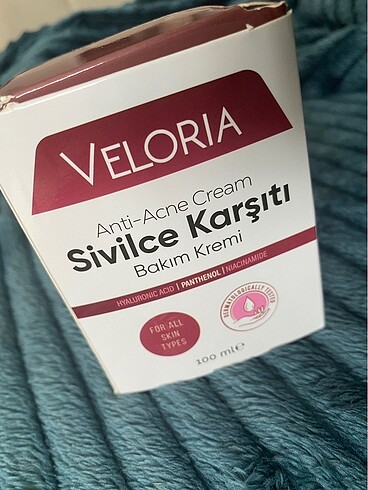 VELORIA
Anti-Acne Cream
Sivilce Karşıtı
Bakım Kremi
HYALURONIC ACID | PANTHENOL | NIACINAMIDE
DERMATOLOGICALLY TESTED
FOR ALL
SKIN
TYPES
100 ml℮